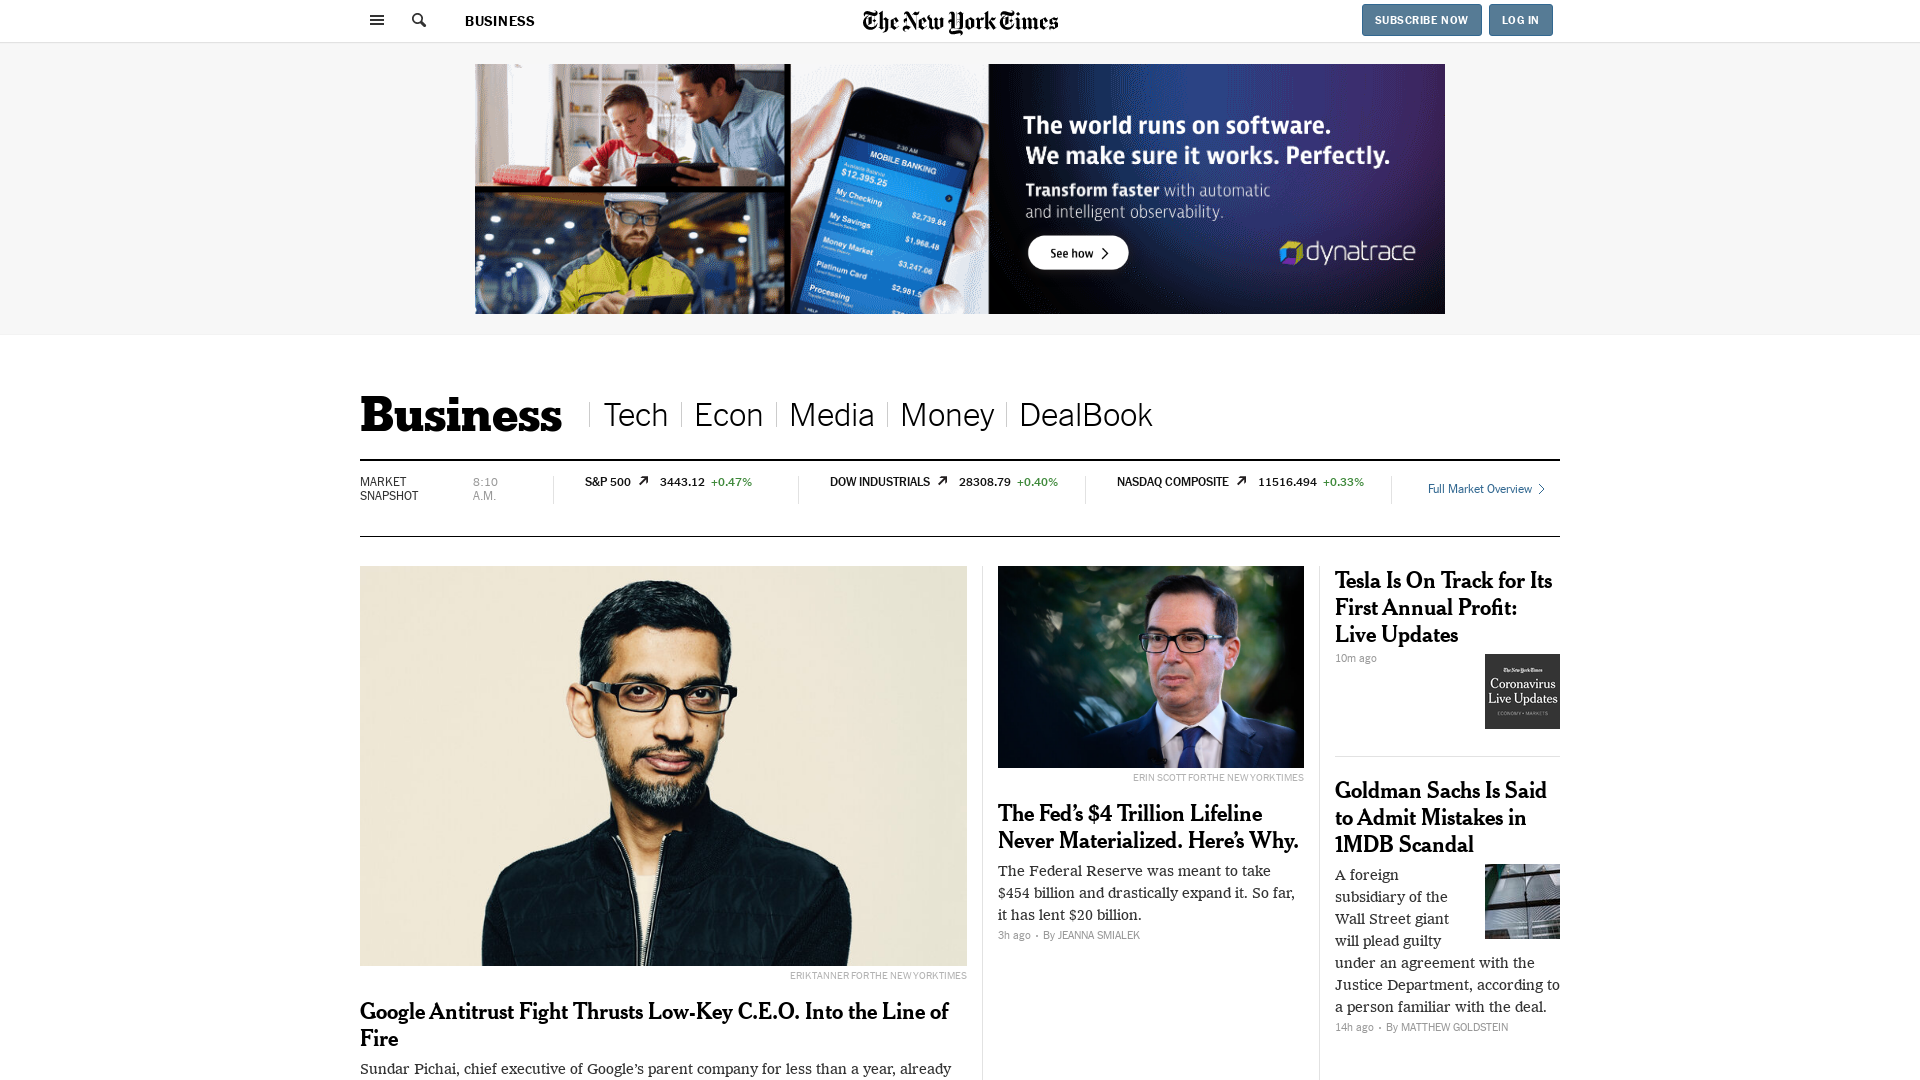 BUSINESS
The New York Times
SUBSCRIBE NOW
LOG IN
MOBILE BANKING
Available Balance
$12,395.25
My Checking
$2,739.84
My Savings
$1,968.48
Money Market
$3,247.06
Platinum Card
$2,981.5
Processing
The world runs on software.
We make sure it works. Perfectly.
Transform faster with automatic
and intelligent observability.
See how
dynatrace
Business
Tech
Econ
Media
Money
DealBook
MARKET
SNAPSHOT
8:10
A.M.
S&P 500 3443.12 +0.47%
DOW INDUSTRIALS 28308.79 +0.40%
NASDAQ COMPOSITE 11516.494 +0.33%
Full Market Overview
ERIK TANNER FOR THE NEW YORK TIMES
Google Antitrust Fight Thrusts Low-Key C.E.O. Into the Line of
Fire
Sundar Pichai, chief executive of Google’s parent company for less than a year, already
ERIN SCOTT FOR THE NEW YORK TIMES
The Fed’s $4 Trillion Lifeline
Never Materialized. Here’s Why.
The Federal Reserve was meant to take
$454 billion and drastically expand it. So far,
it has lent $20 billion.
3h ago • By JEANNA SMIALEK
Tesla Is On Track for Its
First Annual Profit:
Live Updates
10m ago
The New York Times
Coronavirus
Live Updates
ECONOMY • MARKETS
Goldman Sachs Is Said
to Admit Mistakes in
1MDB Scandal
A foreign
subsidiary of the
Wall Street giant
will plead guilty
under an agreement with the
Justice Department, according to
a person familiar with the deal.
14h ago • By MATTHEW GOLDSTEIN